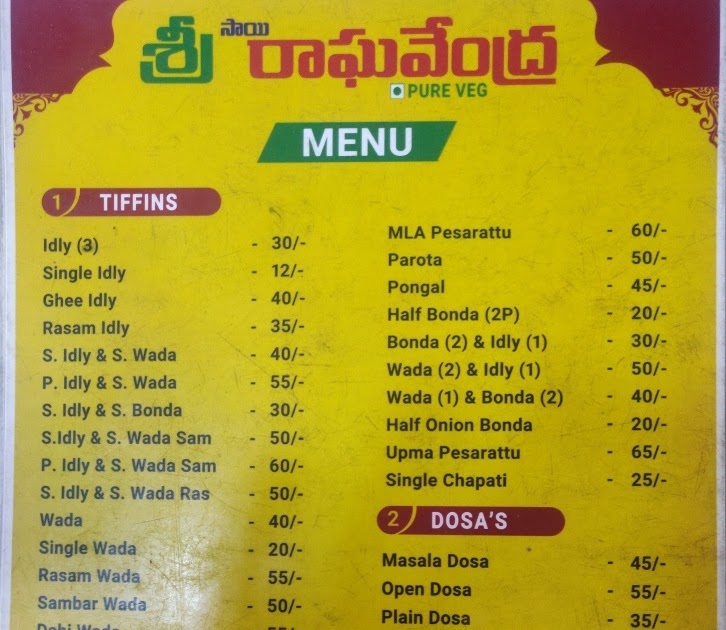 శ్రీ సాయి రాఘవేంద్ర
PURE VEG
MENU
1 TIFFINS
Idly (3) - 30/-
Single Idly - 12/-
Ghee Idly - 40/-
Rasam Idly - 35/-
S. Idly & S. Wada - 40/-
P. Idly & S. Wada - 55/-
S. Idly & S. Bonda - 30/-
S.Idly & S. Wada Sam - 50/-
P. Idly & S. Wada Sam - 60/-
S. Idly & S. Wada Ras - 50/-
Wada - 40/-
Single Wada - 20/-
Rasam Wada - 55/-
Sambar Wada - 50/-
Dahi Wada - 55/-
MLA Pesarattu - 60/-
Parota - 50/-
Pongal - 45/-
Half Bonda (2P) - 20/-
Bonda (2) & Idly (1) - 30/-
Wada (2) & Idly (1) - 50/-
Wada (1) & Bonda (2) - 40/-
Half Onion Bonda - 20/-
Upma Pesarattu - 65/-
Single Chapati - 25/-
2 DOSA'S
Masala Dosa - 45/-
Open Dosa - 55/-
Plain Dosa - 35/-